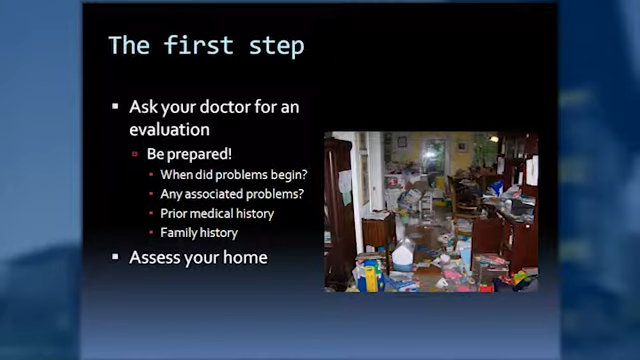 The first step
Ask your doctor for an
evaluation
Be prepared!
When did problems begin?
Any associated problems?
Prior medical history
Family history
Assess your home